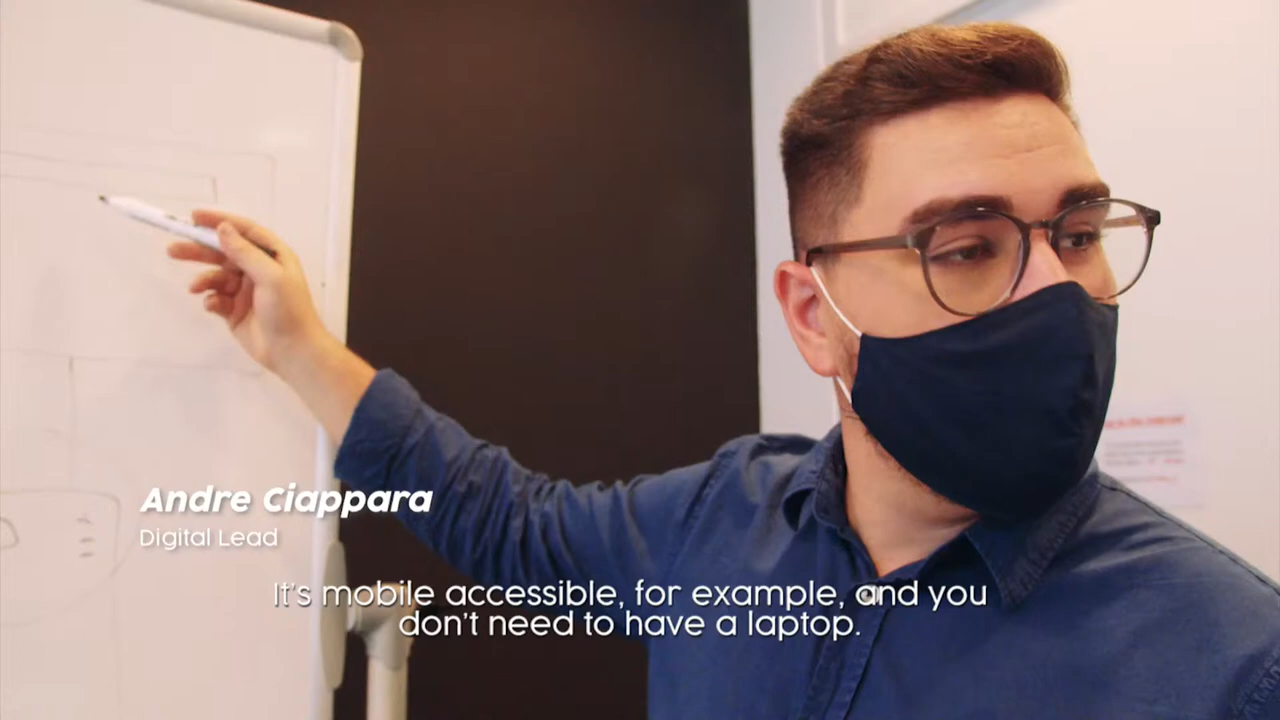 Andre Ciappara
Digital Lead
It's mobile accessible, for example, and you
don't need to have a laptop.